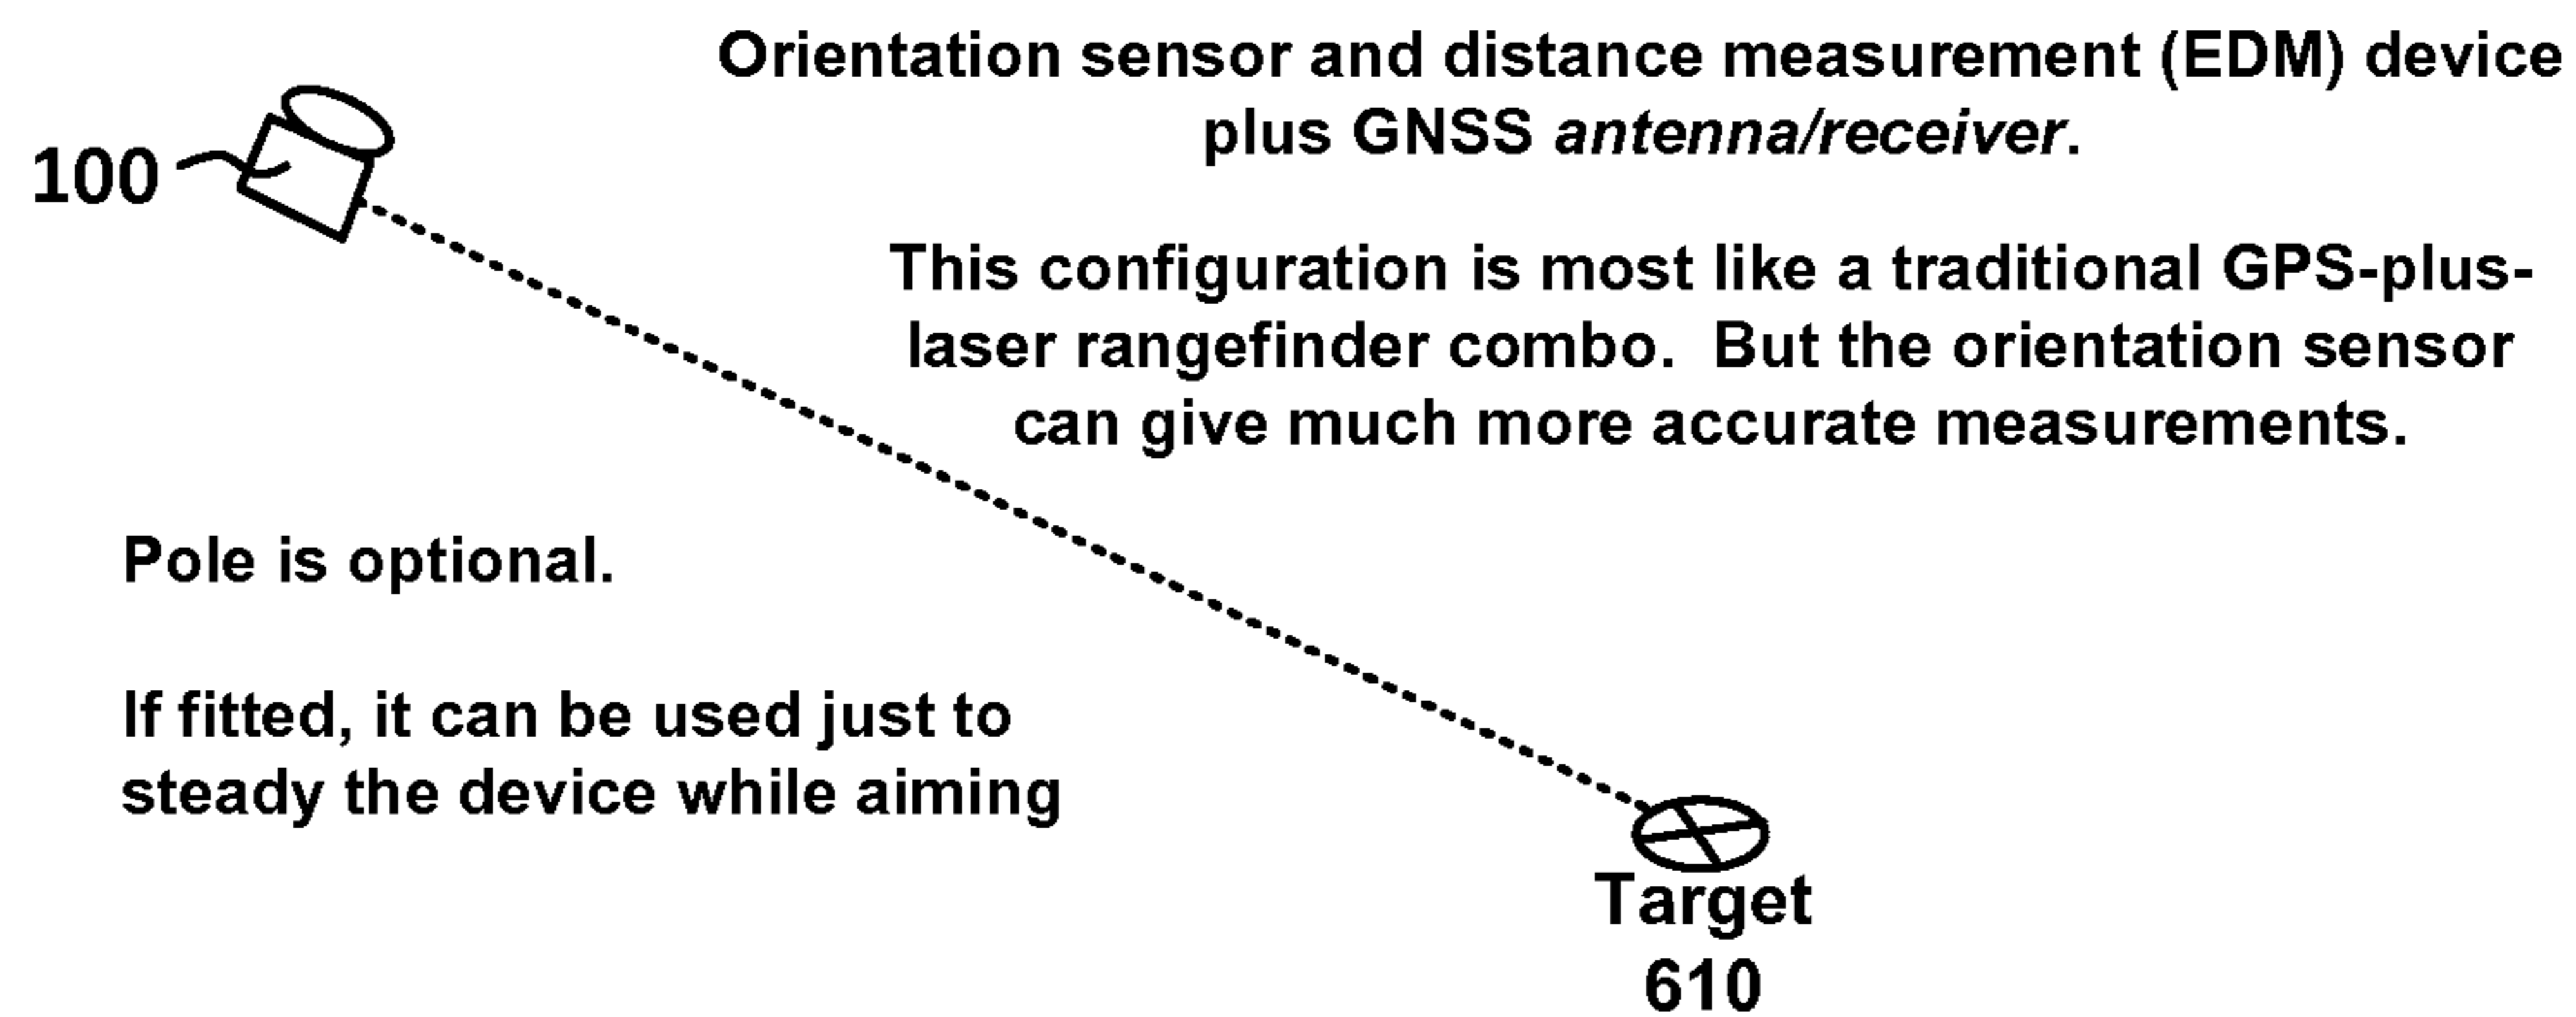 Orientation sensor and distance measurement (EDM) device
plus GNSS antenna/receiver.
100
This configuration is most like a traditional GPS-plus-
laser rangefinder combo. But the orientation sensor
can give much more accurate measurements.
Pole is optional.
If fitted, it can be used just to
steady the device while aiming
Target
610